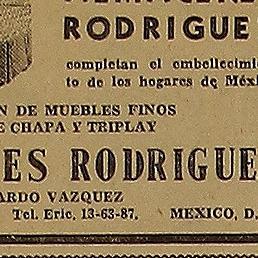 RODRIGUE
completan el embellecimi
to de los hogares de Méxi
N DE MUEBLES FINOS
E CHAPA Y TRIPLAY
ES RODRIGUE
ARDO VAZQUEZ
Tel. Eric. 13-63-87, MEXICO, D.